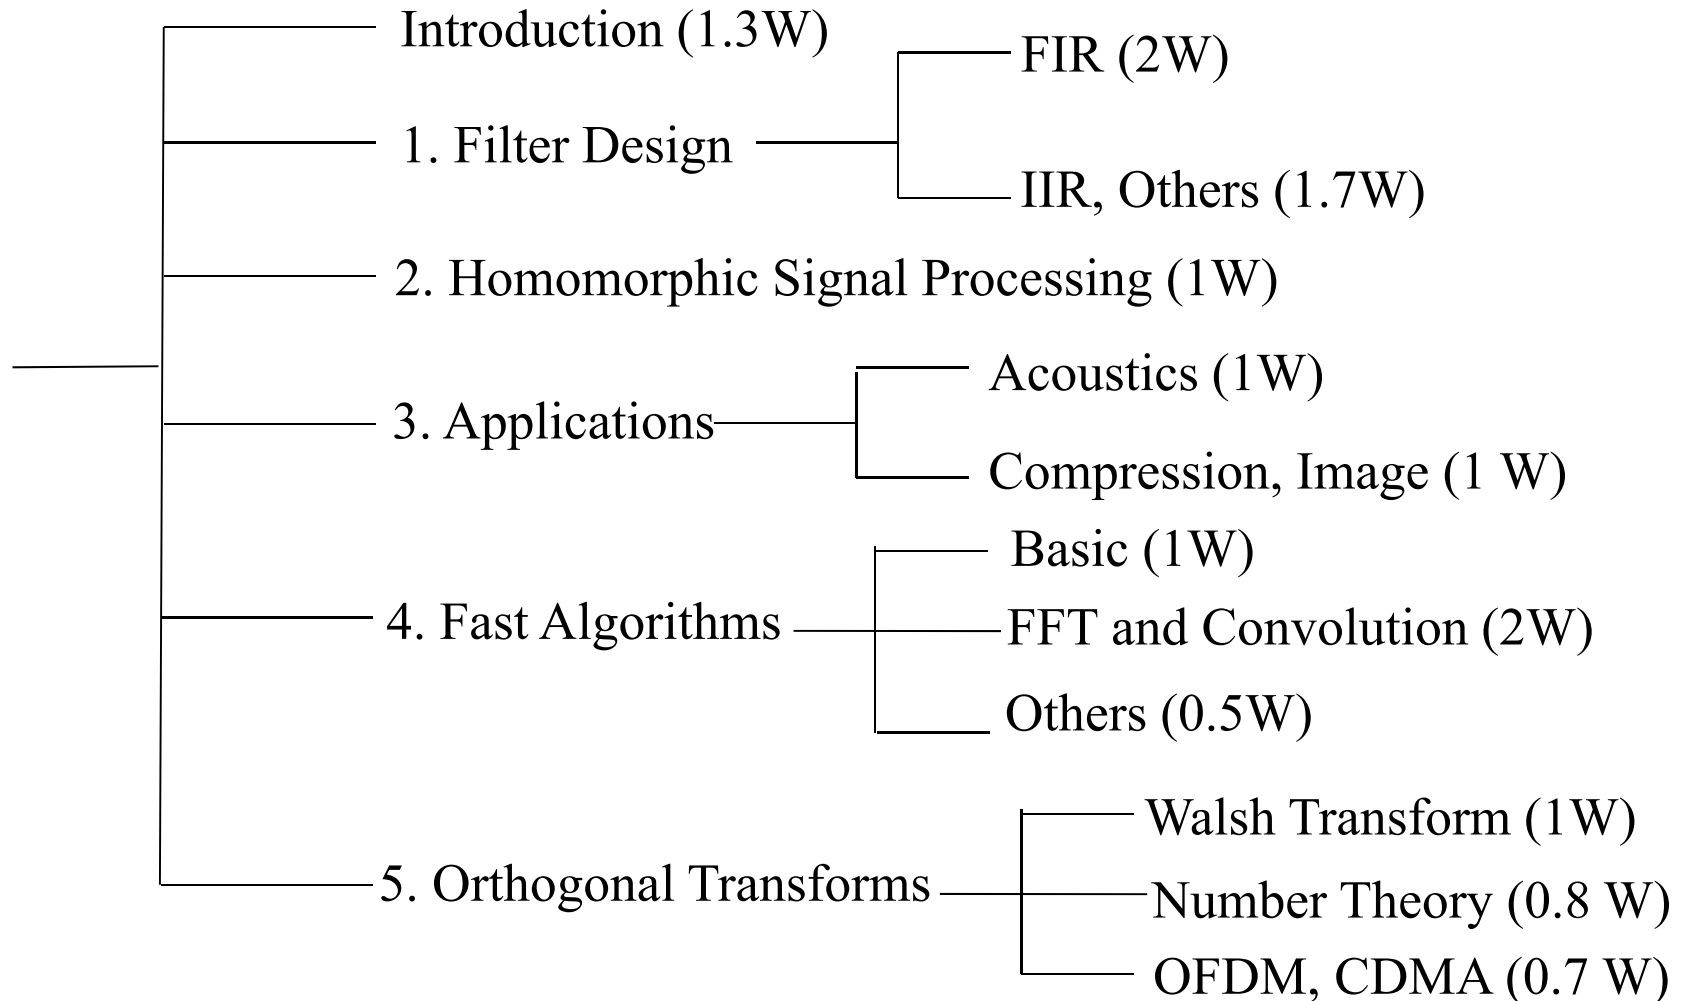 Introduction (1.3W)
FIR (2W)
1. Filter Design
IIR, Others (1.7W)
2. Homomorphic Signal Processing (1W)
Acoustics (1W)
3. Applications
Compression, Image (1 W)
Basic (1W)
4. Fast Algorithms
FFT and Convolution (2W)
Others (0.5W)
Walsh Transform (1W)
5. Orthogonal Transforms
Number Theory (0.8 W)
OFDM, CDMA (0.7 W)